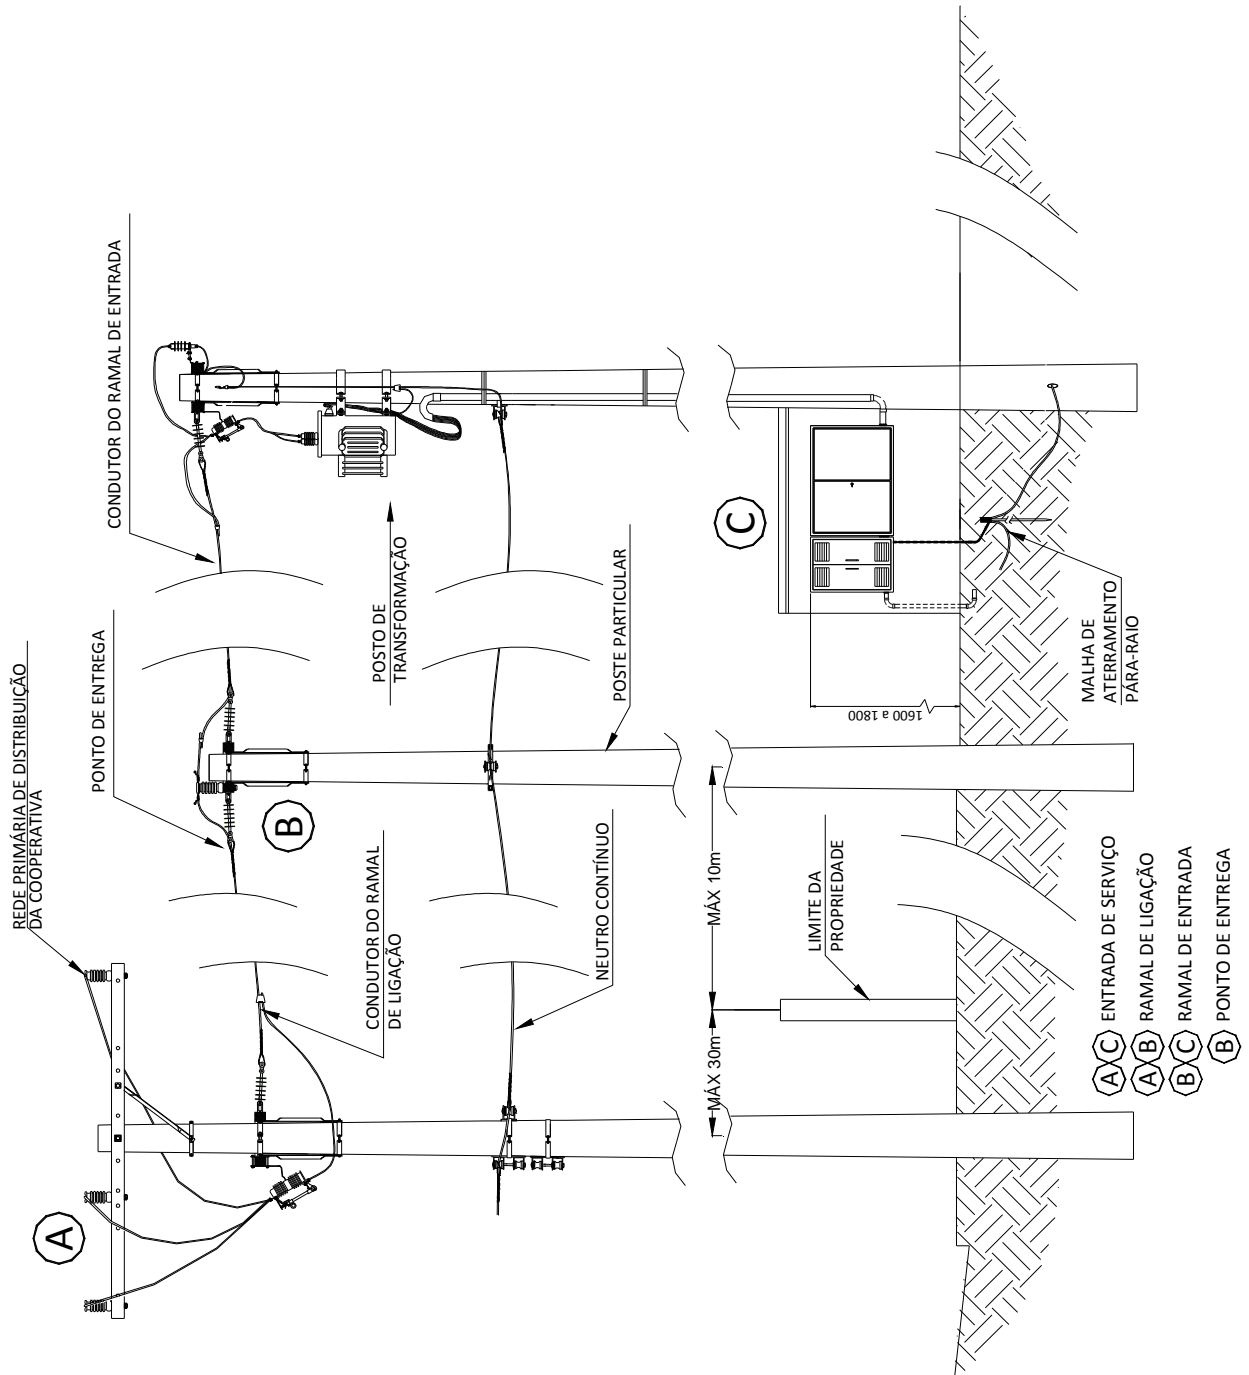 REDE PRIMÁRIA DE DISTRIBUIÇÃO
DA COOPERATIVA
PONTO DE ENTREGA
CONDUTOR DO RAMAL DE ENTRADA
A
B
CONDUTOR DO RAMAL
DE LIGAÇÃO
POSTO DE
TRANSFORMAÇÃO
NEUTRO CONTÍNUO
POSTE PARTICULAR
C
MÁX 30m
MÁX 10m
LIMITE DA
PROPRIEDADE
1600 a 1800
MALHA DE
ATERRAMENTO
PÁRA-RAIO
A C ENTRADA DE SERVIÇO
A B RAMAL DE LIGAÇÃO
B C RAMAL DE ENTRADA
B PONTO DE ENTREGA